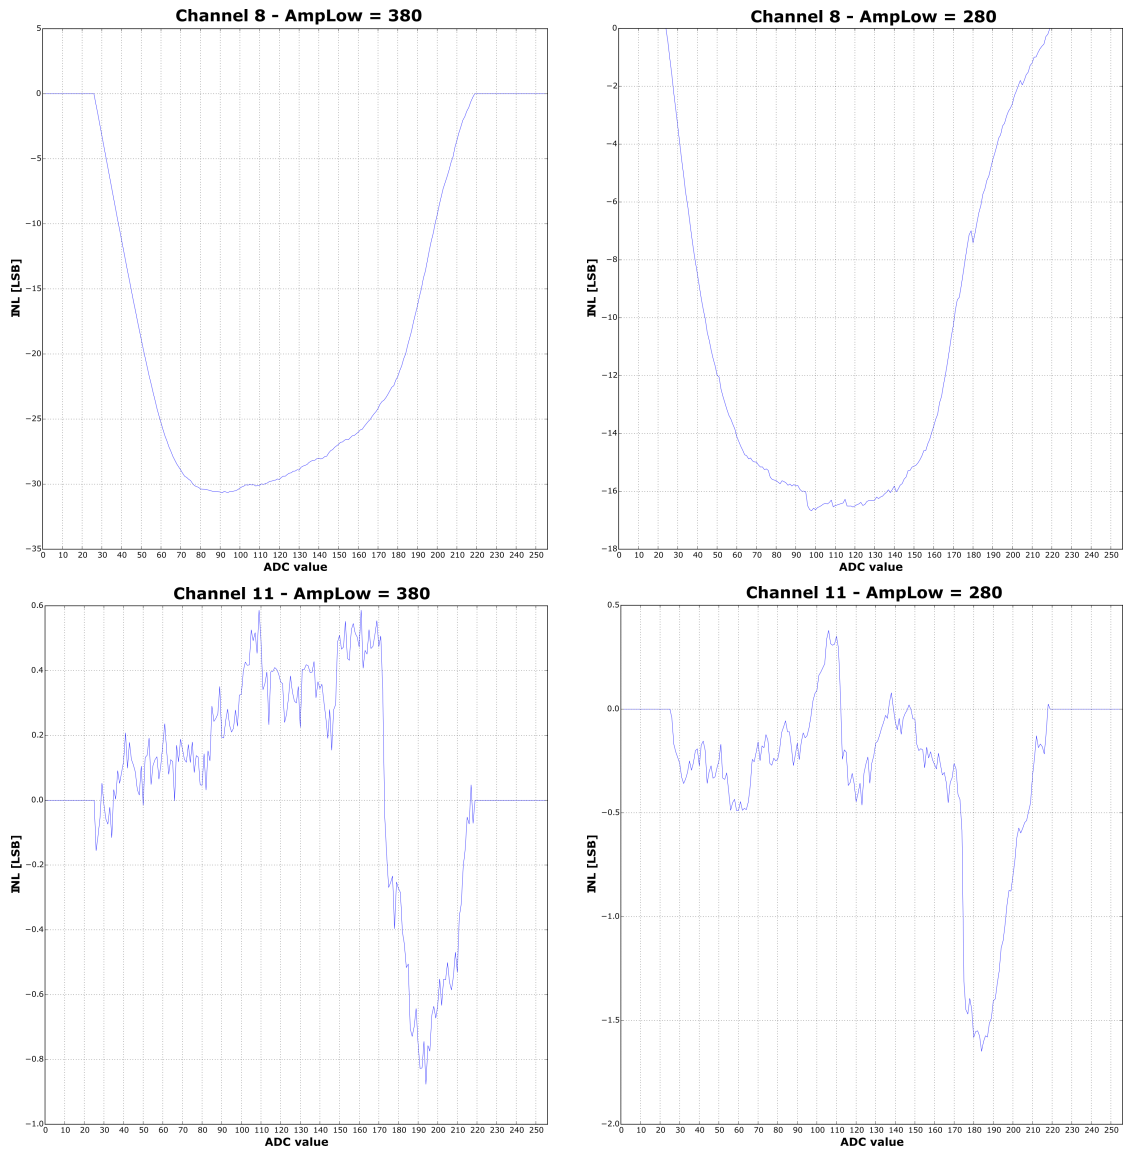 Channel 8 - AmpLow = 380
5
0
−5
−10
−15
−20
−25
−30
−35
INL [LSB]
0 10 20 30 40 50 60 70 80 90 100 110 120 130 140 150 160 170 180 190 200 210 220 230 240 250
ADC value
Channel 8 - AmpLow = 280
0
−2
−4
−6
−8
−10
−12
−14
−16
−18
INL [LSB]
0 10 20 30 40 50 60 70 80 90 100 110 120 130 140 150 160 170 180 190 200 210 220 230 240 250
ADC value
Channel 11 - AmpLow = 380
0.6
0.4
0.2
0.0
−0.2
−0.4
−0.6
−0.8
−1.0
INL [LSB]
0 10 20 30 40 50 60 70 80 90 100 110 120 130 140 150 160 170 180 190 200 210 220 230 240 250
ADC value
Channel 11 - AmpLow = 280
0.5
0.0
−0.5
−1.0
−1.5
−2.0
INL [LSB]
0 10 20 30 40 50 60 70 80 90 100 110 120 130 140 150 160 170 180 190 200 210 220 230 240 250
ADC value